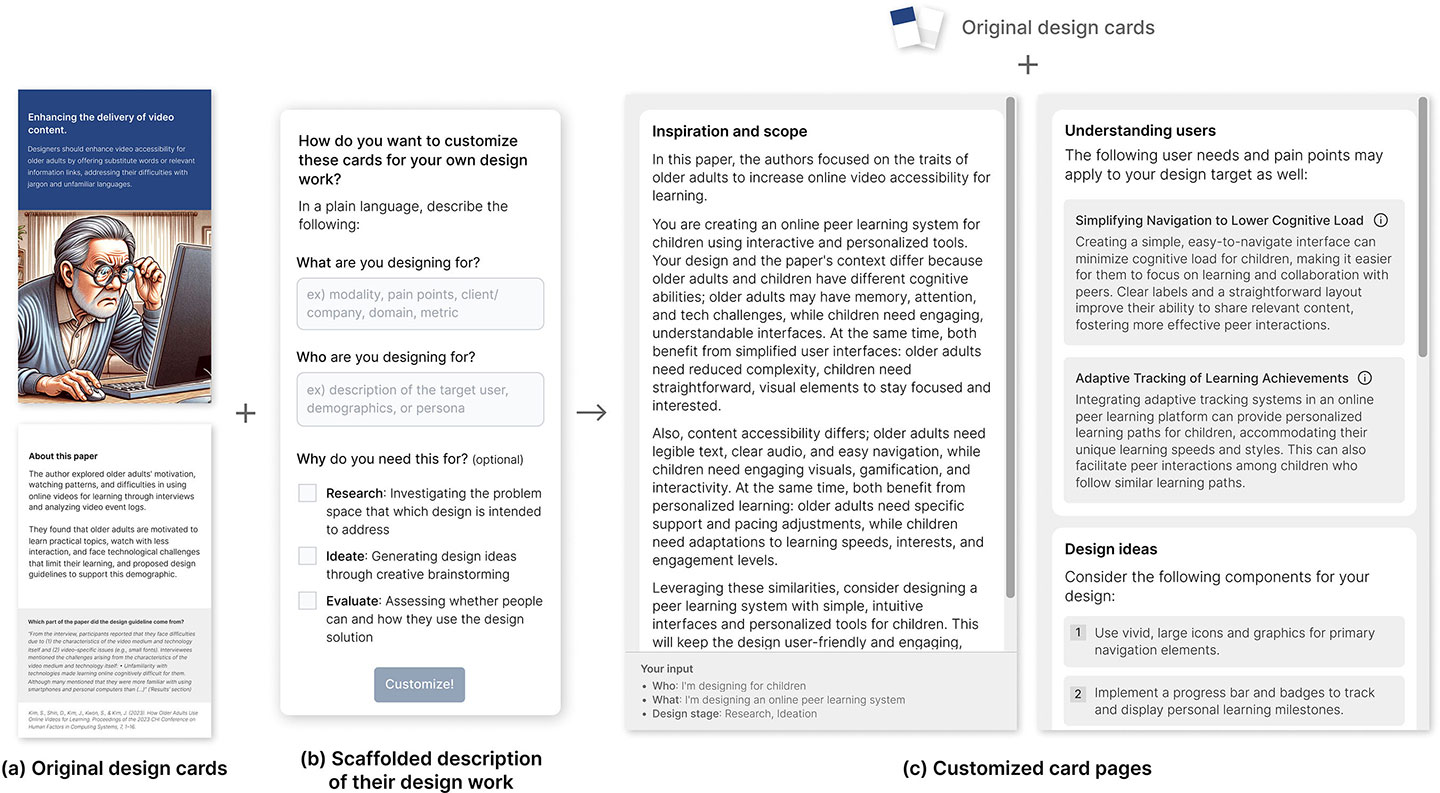 Original design cards
+
Enhancing the delivery of video
content.
Designers should enhance video accessibility for
older adults by offering substitute words or relevant
information links, addressing their difficulties with
jargon and unfamiliar languages.
About this paper
The author explored older adults' motivation,
watching patterns, and difficulties in using
online videos for learning through interviews
and analyzing video event logs.
They found that older adults are motivated to
learn practical topics, watch with less
interaction, and face technological challenges
that limit their learning, and proposed design
guidelines to support this demographic.
Which part of the paper did the design guideline come from?
"From the interview, participants reported that they face difficulties
due to (1) the characteristics of the video medium and technology
itself and (2) video-specific issues (e.g., small fonts). Interviewees
mentioned the challenges arising from the characteristics of the
video medium and technology itself: • Unfamiliarity with
technologies made learning online cognitively difficult for them.
Although many mentioned that they were more familiar with using
smartphones and personal computers than (...)" ('Results' section)
Kim, S., Shin, D., Kim, J., Kwon, S., & Kim, J. (2023). How Older Adults Use
Online Videos for Learning. Proceedings of the 2023 CHI Conference on
Human Factors in Computing Systems, 7, 1–16.
(a) Original design cards
+
How do you want to customize
these cards for your own design
work?
In a plain language, describe the
following:
What are you designing for?
ex) modality, pain points, client/
company, domain, metric
Who are you designing for?
ex) description of the target user,
demographics, or persona
Why do you need this for? (optional)
Research: Investigating the problem
space that which design is intended
to address
Ideate: Generating design ideas
through creative brainstorming
Evaluate: Assessing whether people
can and how they use the design
solution
Customize!
(b) Scaffolded description
of their design work
Inspiration and scope
In this paper, the authors focused on the traits of
older adults to increase online video accessibility for
learning.
You are creating an online peer learning system for
children using interactive and personalized tools.
Your design and the paper's context differ because
older adults and children have different cognitive
abilities; older adults may have memory, attention,
and tech challenges, while children need engaging,
understandable interfaces. At the same time, both
benefit from simplified user interfaces: older adults
need reduced complexity, children need
straightforward, visual elements to stay focused and
interested.
Also, content accessibility differs; older adults need
legible text, clear audio, and easy navigation, while
children need engaging visuals, gamification, and
interactivity. At the same time, both benefit from
personalized learning: older adults need specific
support and pacing adjustments, while children
need adaptations to learning speeds, interests, and
engagement levels.
Leveraging these similarities, consider designing a
peer learning system with simple, intuitive
interfaces and personalized tools for children. This
will keep the design user-friendly and engaging,
Your input
• Who: I'm designing for children
• What: I'm designing an online peer learning system
• Design stage: Research, Ideation
Understanding users
The following user needs and pain points may
apply to your design target as well:
Simplifying Navigation to Lower Cognitive Load
Creating a simple, easy-to-navigate interface can
minimize cognitive load for children, making it easier
for them to focus on learning and collaboration with
peers. Clear labels and a straightforward layout
improve their ability to share relevant content,
fostering more effective peer interactions.
Adaptive Tracking of Learning Achievements
Integrating adaptive tracking systems in an online
peer learning platform can provide personalized
learning paths for children, accommodating their
unique learning speeds and styles. This can also
facilitate peer interactions among children who
follow similar learning paths.
Design ideas
Consider the following components for your
design:
1 Use vivid, large icons and graphics for primary
navigation elements.
2 Implement a progress bar and badges to track
and display personal learning milestones.
(c) Customized card pages